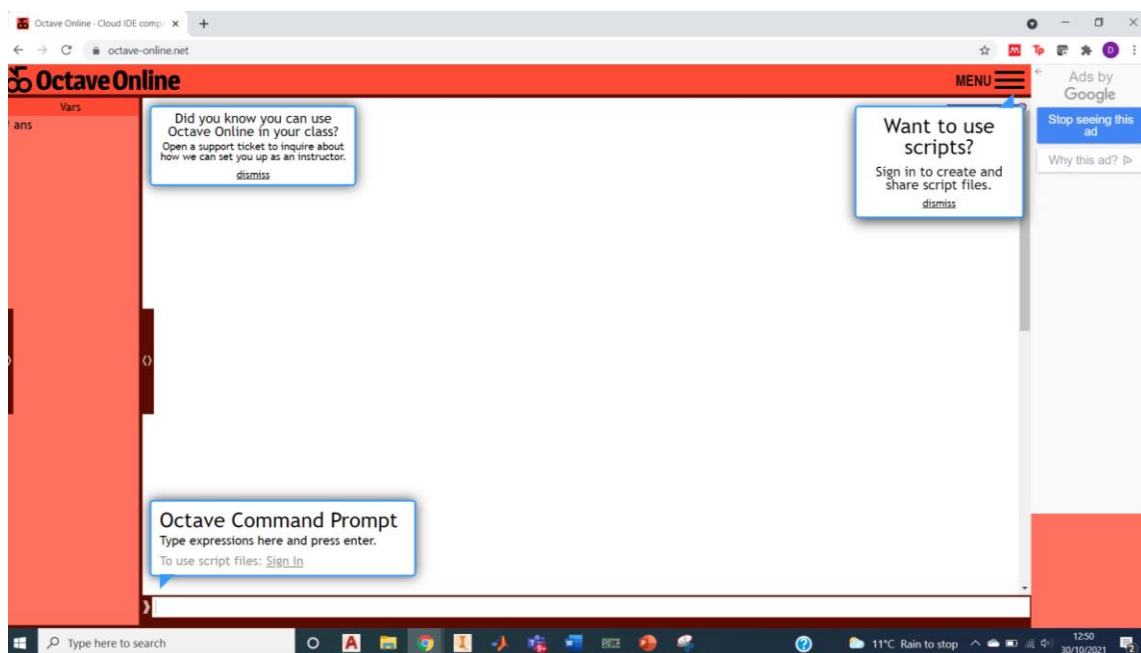 Octave Online · Cloud IDE comp
octave-online.net
Octave Online
MENU
Vars
ans
Did you know you can use
Octave Online in your class?
Open a support ticket to inquire about
how we can set you up as an instructor.
dismiss
Want to use
scripts?
Sign in to create and
share script files.
dismiss
Ads by
Google
Stop seeing this
ad
Why this ad?
Octave Command Prompt
Type expressions here and press enter.
To use script files: Sign In
Type here to search
11°C Rain to stop
12:50
30/10/2021